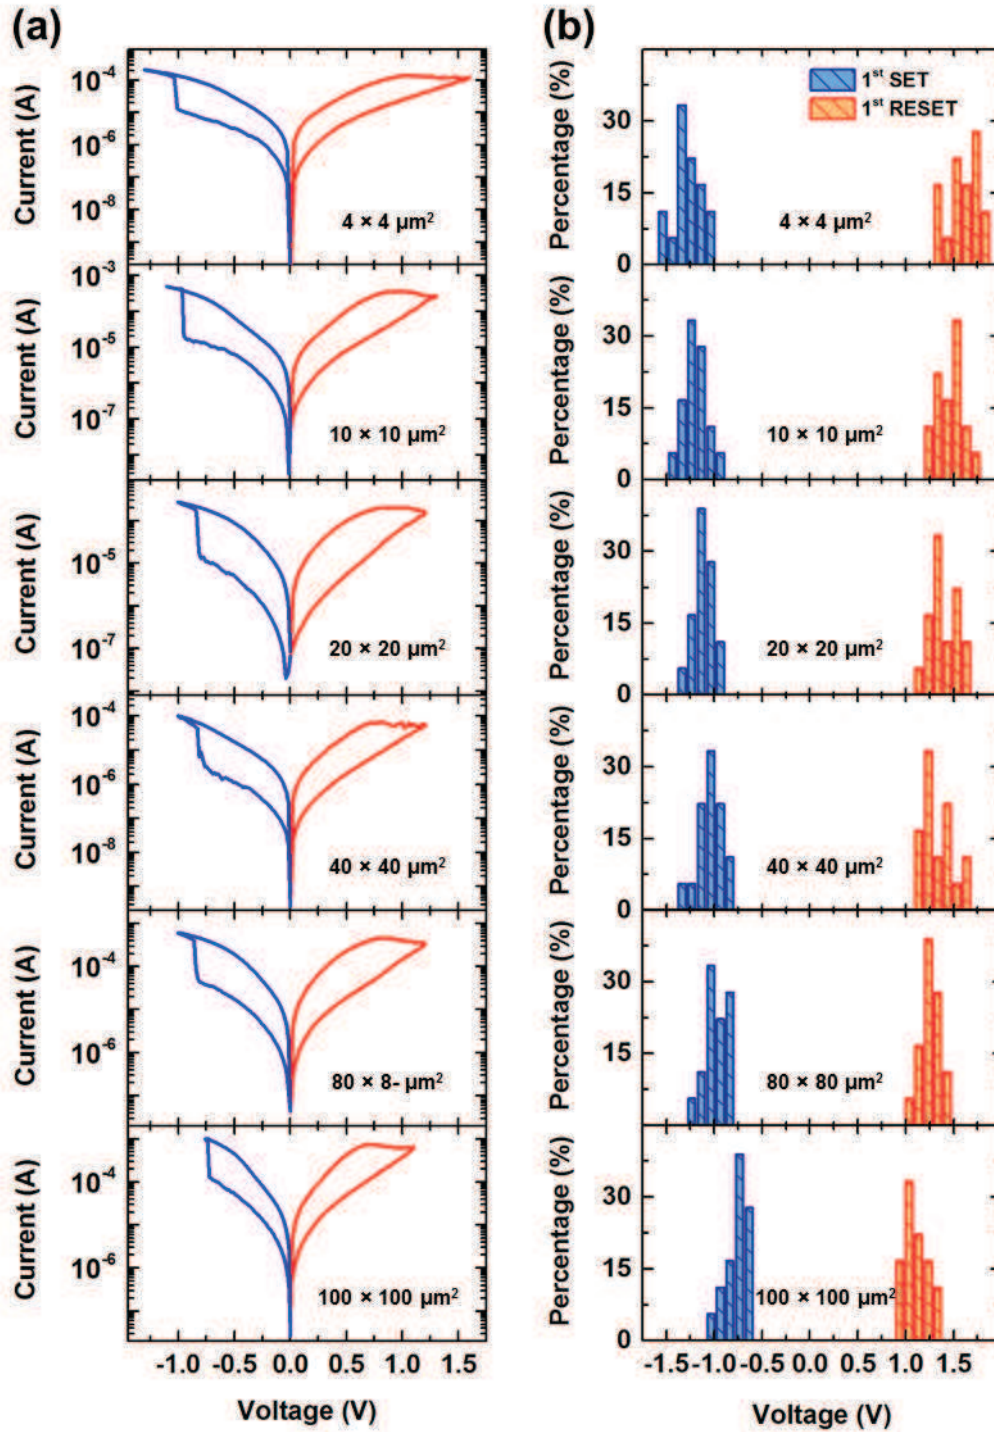 (a)
(b)
Current (A)
10⁻⁴
10⁻⁶
10⁻⁸
4 × 4 µm²
Percentage (%)
30
15
0
1st SET
1st RESET
4 × 4 µm²
Current (A)
10⁻³
10⁻⁵
10⁻⁷
10 × 10 µm²
Percentage (%)
30
15
0
10 × 10 µm²
Current (A)
10⁻⁵
10⁻⁷
20 × 20 µm²
Percentage (%)
30
15
0
20 × 20 µm²
Current (A)
10⁻⁴
10⁻⁶
10⁻⁸
40 × 40 µm²
Percentage (%)
30
15
0
40 × 40 µm²
Current (A)
10⁻⁴
10⁻⁶
80 × 8- µm²
Percentage (%)
30
15
80 × 80 µm²
Current (A)
10⁻⁴
10⁻⁶
100 × 100 µm²
Percentage (%)
30
15
0
100 × 100 µm²
-1.0 -0.5 0.0 0.5 1.0 1.5
Voltage (V)
-1.5 -1.0 -0.5 0.0 0.5 1.0 1.5
Voltage (V)